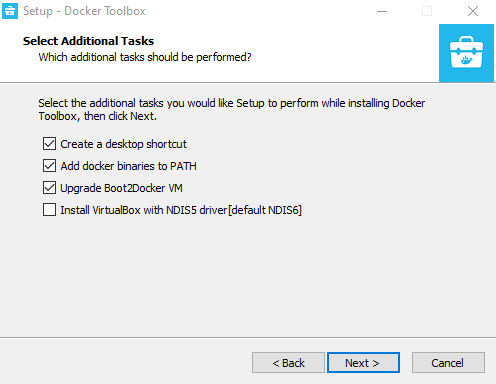 Setup - Docker Toolbox
Select Additional Tasks
Which additional tasks should be performed?
Select the additional tasks you would like Setup to perform while installing Docker
Toolbox, then click Next.
Create a desktop shortcut
Add docker binaries to PATH
Upgrade Boot2Docker VM
Install VirtualBox with NDIS5 driver[default NDIS6]
< Back
Next >
Cancel